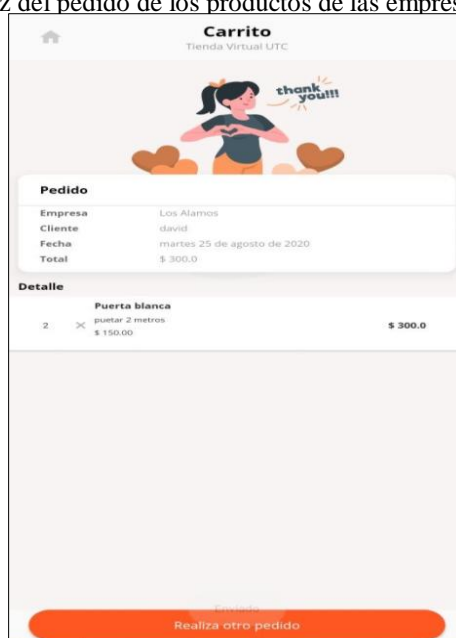 z del pedido de los productos de las empres
Carrito
Tienda Virtual UTC
thank
you!!!
Pedido
Empresa Los Alamos
Cliente david
Fecha martes 25 de agosto de 2020
Total $ 300.0
Detalle
Puerta blanca
2 × puetar 2 metros $ 300.0
$ 150.00
Enviado
Realiza otro pedido